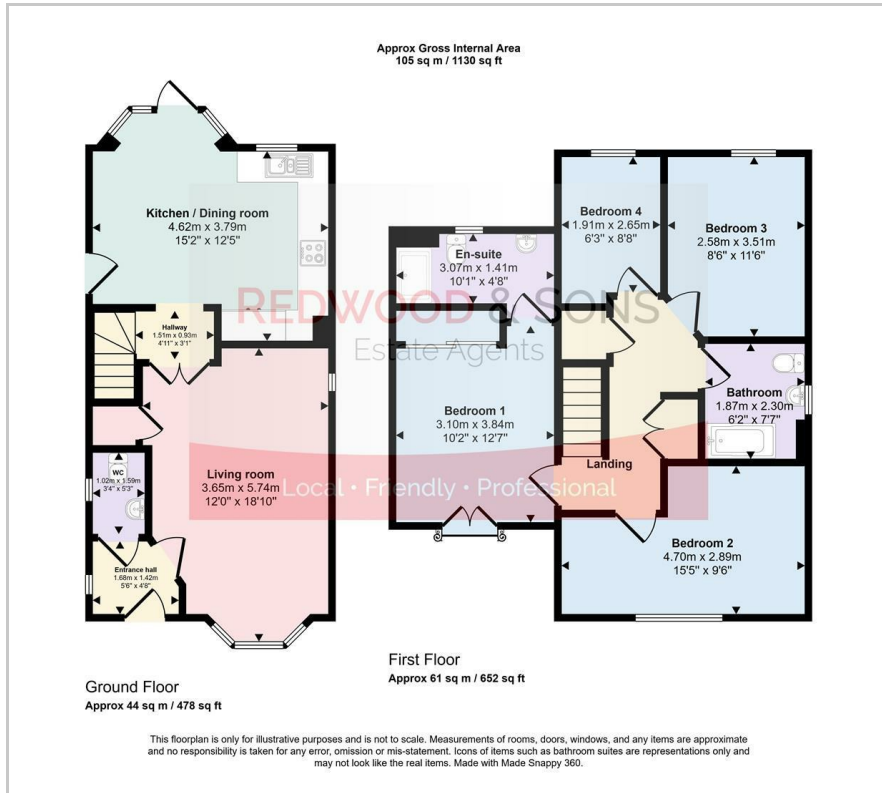 Approx Gross Internal Area
105 sq m / 1130 sq ft
Kitchen / Dining room
4.62m x 3.79m
15'2" x 12'5"
Hallway
1.51m x 0.93m
4'11" x 3'1"
Living room
3.65m x 5.74m
12'0" x 18'10"
WC
1.02m x 1.59m
3'4" x 5'3"
Entrance hall
1.68m x 1.42m
5'6" x 4'8"
Ground Floor
Approx 44 sq m / 478 sq ft
En-suite
3.07m x 1.41m
10'1" x 4'8"
Bedroom 4
1.91m x 2.65m
6'3" x 8'8"
Bedroom 3
2.58m x 3.51m
8'6" x 11'6"
Bedroom 1
3.10m x 3.84m
10'2" x 12'7"
Bathroom
1.87m x 2.30m
6'2" x 7'7"
Landing
Bedroom 2
4.70m x 2.89m
15'5" x 9'6"
First Floor
Approx 61 sq m / 652 sq ft
REDWOOD & SONS
Estate Agents
Local • Friendly • Professional
This floorplan is only for illustrative purposes and is not to scale. Measurements of rooms, doors, windows, and any items are approximate
and no responsibility is taken for any error, omission or mis-statement. Icons of items such as bathroom suites are representations only and
may not look like the real items. Made with Made Snappy 360.